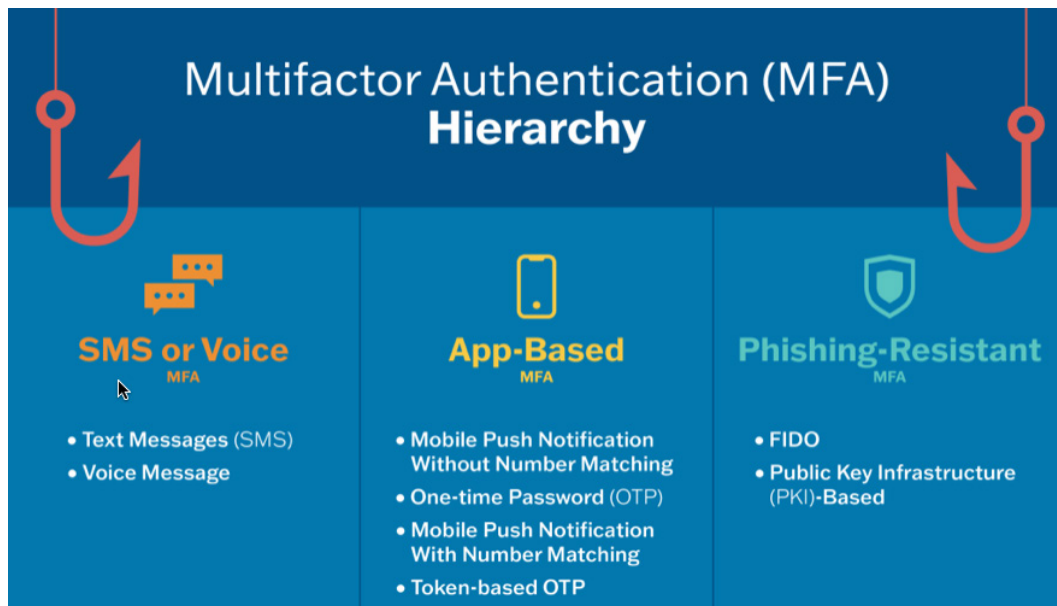 Multifactor Authentication (MFA)
Hierarchy
SMS or Voice
MFA
• Text Messages (SMS)
• Voice Message
App-Based
MFA
• Mobile Push Notification
Without Number Matching
• One-time Password (OTP)
• Mobile Push Notification
With Number Matching
• Token-based OTP
Phishing-Resistant
MFA
• FIDO
• Public Key Infrastructure
(PKI)-Based